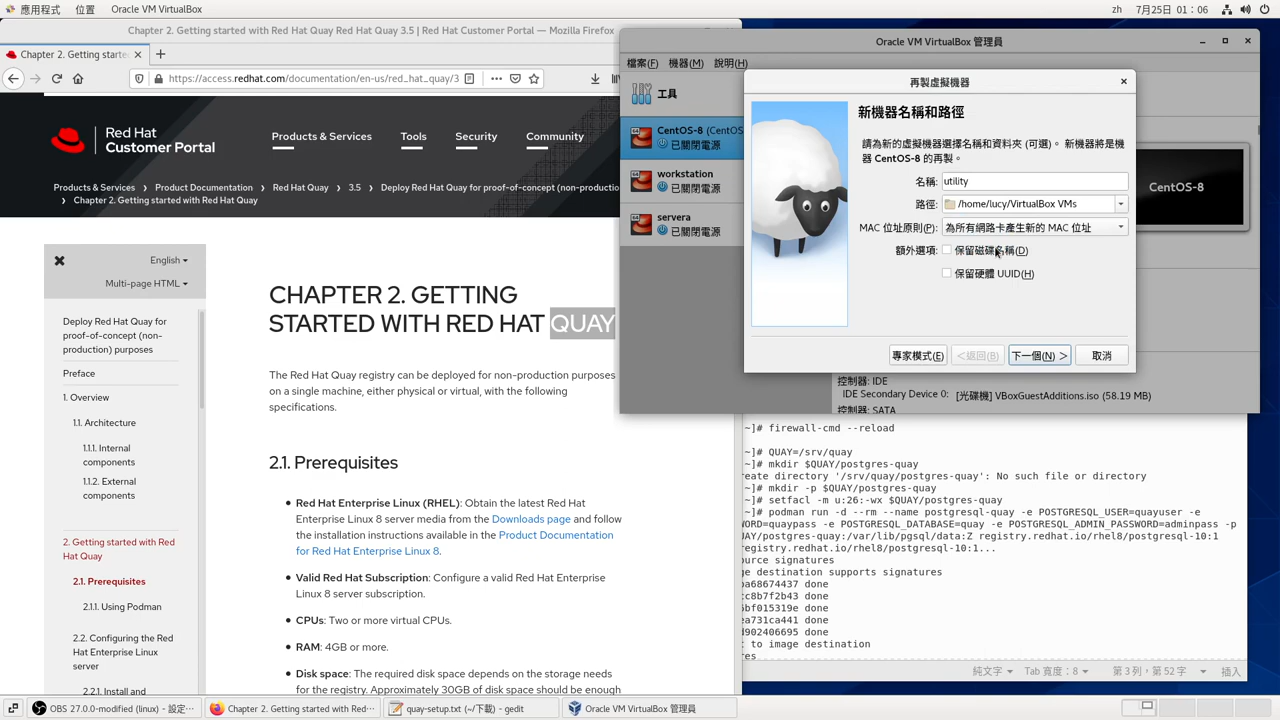 應用程式 位置 Oracle VM VirtualBox zh 7月25日 01：06
Chapter 2. Getting started with Red Hat Quay Red Hat Quay 3.5 | Red Hat Customer Portal — Mozilla Firefox
Chapter 2. Getting starte
https://access.redhat.com/documentation/en-us/red_hat_quay/3
Red Hat
Customer Portal
Products & Services Tools Security Community
Products & Services Product Documentation Red Hat Quay 3.5 Deploy Red Hat Quay for proof-of-concept (non-productio
Chapter 2. Getting started with Red Hat Quay
English
Multi-page HTML
Deploy Red Hat Quay for
proof-of-concept (non-
production) purposes
Preface
1. Overview
1.1. Architecture
1.1.1. Internal
components
1.1.2. External
components
2. Getting started with Red
Hat Quay
2.1. Prerequisites
2.1.1. Using Podman
2.2. Configuring the Red
Hat Enterprise Linux
server
2.2.1. Install and
CHAPTER 2. GETTING
STARTED WITH RED HAT QUAY
The Red Hat Quay registry can be deployed for non-production purposes
on a single machine, either physical or virtual, with the following
specifications.
2.1. Prerequisites
Red Hat Enterprise Linux (RHEL): Obtain the latest Red Hat
Enterprise Linux 8 server media from the Downloads page and follow
the installation instructions available in the Product Documentation
for Red Hat Enterprise Linux 8.
Valid Red Hat Subscription: Configure a valid Red Hat Enterprise
Linux 8 server subscription.
CPUs: Two or more virtual CPUs.
RAM: 4GB or more.
Disk space: The required disk space depends on the storage needs
for the registry. Approximately 30GB of disk space should be enough
Oracle VM VirtualBox 管理員
檔案(F) 機器(M) 說明(H)
工具
CentOS-8 (CentOS
已關閉電源
workstation
已關閉電源
servera
已關閉電源
CentOS-8
再製虛擬機器
新機器名稱和路徑
請為新的虛擬機器選擇名稱和資料夾 (可選)。 新機器將是機
器 CentOS-8 的再製。
名稱: utility
路徑: /home/lucy/VirtualBox VMs
MAC 位址原則(P): 為所有網路卡產生新的 MAC 位址
額外選項: 保留磁碟名稱(D)
保留硬體 UUID(H)
專家模式(E) <返回(B) 下一個(N) > 取消
控制器: IDE
IDE Secondary Device 0: [光碟機] VBoxGuestAdditions.iso (58.19 MB)
控制器: SATA
~]# firewall-cmd --reload
~]# QUAY=/srv/quay
~]# mkdir $QUAY/postgres-quay
eate directory '/srv/quay/postgres-quay': No such file or directory
~]# mkdir -p $QUAY/postgres-quay
~]# setfacl -m u:26:-wx $QUAY/postgres-quay
~]# podman run -d --rm --name postgresql-quay -e POSTGRESQL_USER=quayuser -e
WORD=quaypass -e POSTGRESQL_DATABASE=quay -e POSTGRESQL_ADMIN_PASSWORD=adminpass -p
AY/postgres-quay:/var/lib/pgsql/data:Z registry.redhat.io/rhel8/postgresql-10:1
registry.redhat.io/rhel8/postgresql-10:1...
urce signatures
ge destination supports signatures
ba68674437 done
cc8b7f2b43 done
6bf015319e done
ea731ca441 done
d902406695 done
t to image destination
res
純文字 Tab 寬度：8 第 3 列，第 52 字 插入
OBS 27.0.0-modified (linux) - 設定… Chapter 2. Getting started with Red… quay-setup.txt (~/下載) - gedit Oracle VM VirtualBox 管理員